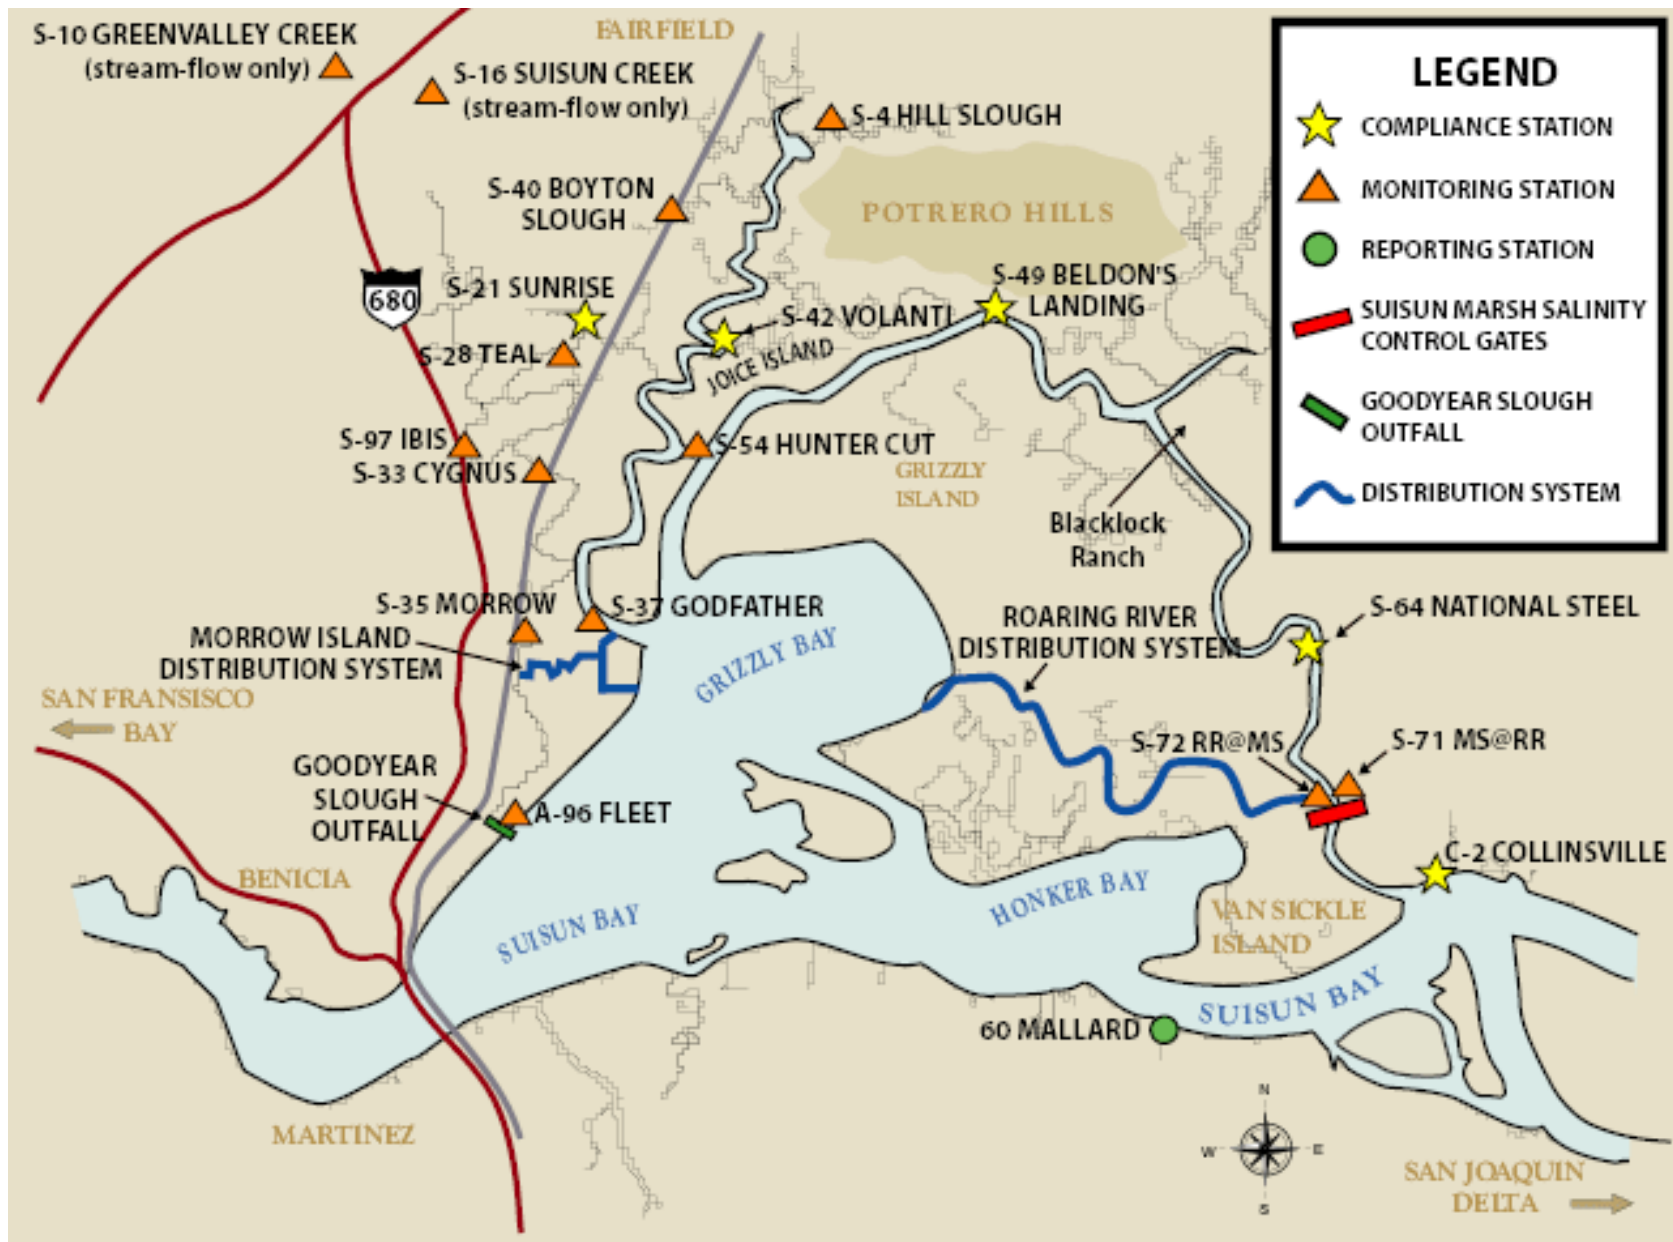 S-10 GREENVALLEY CREEK
(stream-flow only)
FAIRFIELD
S-16 SUISUN CREEK
(stream-flow only)
S-4 HILL SLOUGH
S-40 BOYTON
SLOUGH
POTRERO HILLS
680
S-21 SUNRISE
S-49 BELDON'S
LANDING
S-42 VOLANTI
JOICE ISLAND
S-28 TEAL
S-97 IBIS
S-33 CYGNUS
S-54 HUNTER CUT
GRIZZLY
ISLAND
Blacklock
Ranch
S-35 MORROW
S-37 GODFATHER
MORROW ISLAND
DISTRIBUTION SYSTEM
GRIZZLY BAY
ROARING RIVER
DISTRIBUTION SYSTEM
S-64 NATIONAL STEEL
SAN FRANSISCO
BAY
S-72 RR@MS
S-71 MS@RR
GOODYEAR
SLOUGH
OUTFALL
A-96 FLEET
BENICIA
C-2 COLLINSVILLE
SUISUN BAY
HONKER BAY
VAN SICKLE
ISLAND
SUISUN BAY
60 MALLARD
MARTINEZ
N
W
E
S
SAN JOAQUIN
DELTA
LEGEND
COMPLIANCE STATION
MONITORING STATION
REPORTING STATION
SUISUN MARSH SALINITY
CONTROL GATES
GOODYEAR SLOUGH
OUTFALL
DISTRIBUTION SYSTEM